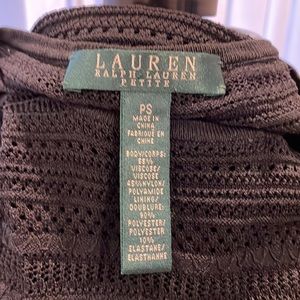 LAUREN
RALPH LAUREN
PETITE
PS
MADE IN
CHINA
FABRIQUÉ EN
CHINE
BODY/CORPS:
55%
VISCOSE/
VISCOSE
45%NYLON/
POLYAMIDE
LINING/
DOUBLURE:
90%
POLYESTER/
POLYESTER
10%
ELASTANE/
ELASTHANNE